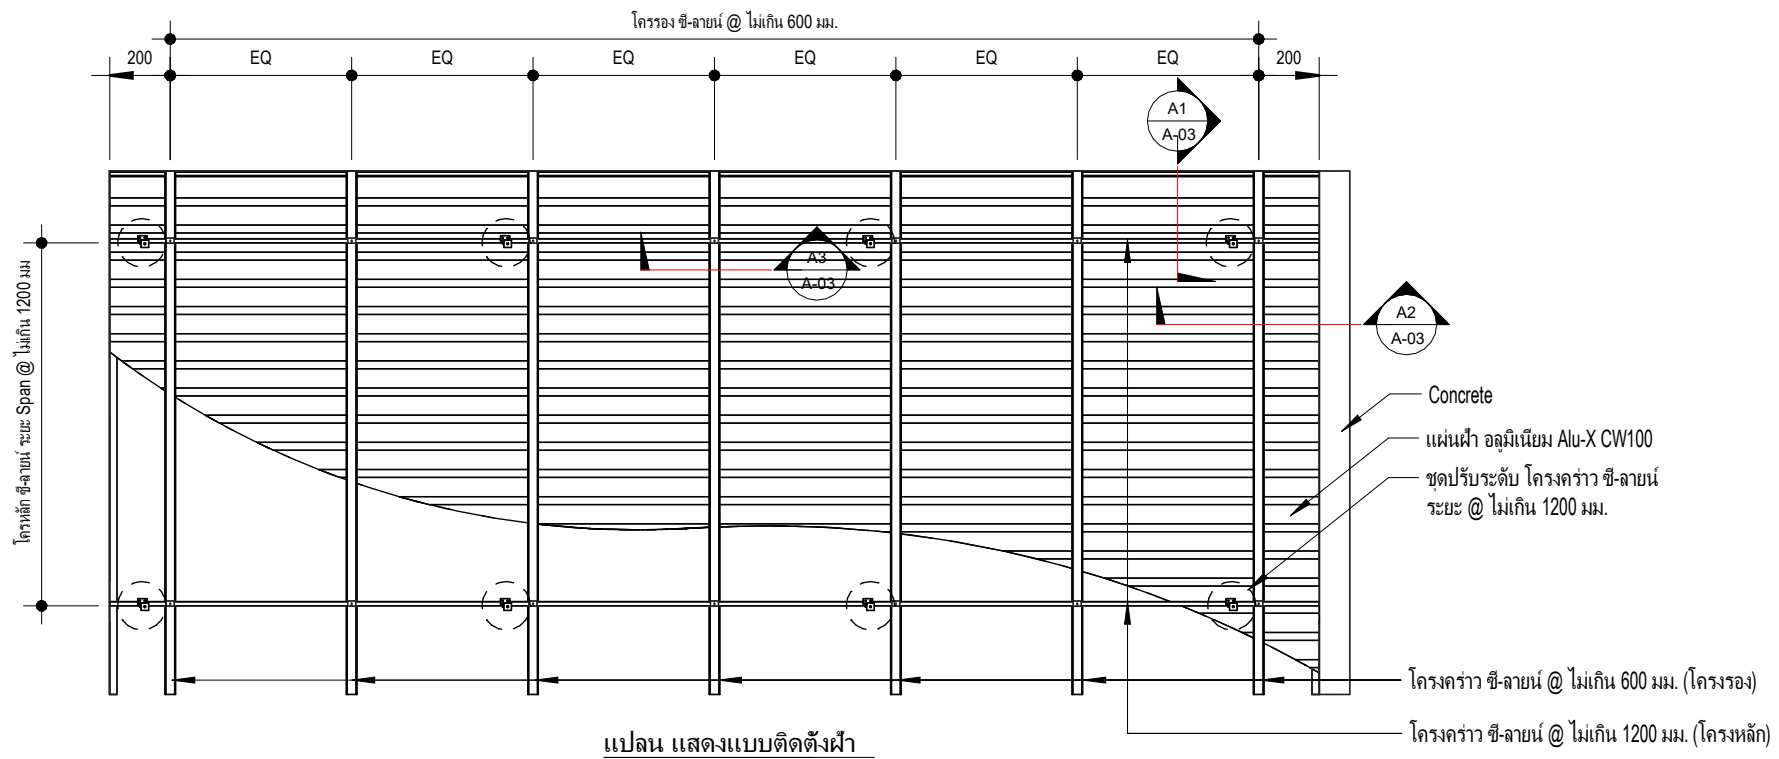 โครรอง ซี-ลายน์ @ ไม่เกิน 600 มม.
200 EQ EQ EQ EQ EQ EQ 200
A1
A-03
A3
A-03
A2
A-03
โครหลัก ซี-ลายน์ ระยะ Span @ ไม่เกิน 1200 มม
Concrete
แผ่นฝ้า อลูมิเนียม Alu-X CW100
ชุดปรับระดับ โครงคร่าว ซี-ลายน์
ระยะ @ ไม่เกิน 1200 มม.
โครงคร่าว ซี-ลายน์ @ ไม่เกิน 600 มม. (โครงรอง)
โครงคร่าว ซี-ลายน์ @ ไม่เกิน 1200 มม. (โครงหลัก)
แปลน แสดงแบบติดตั้งฝ้า